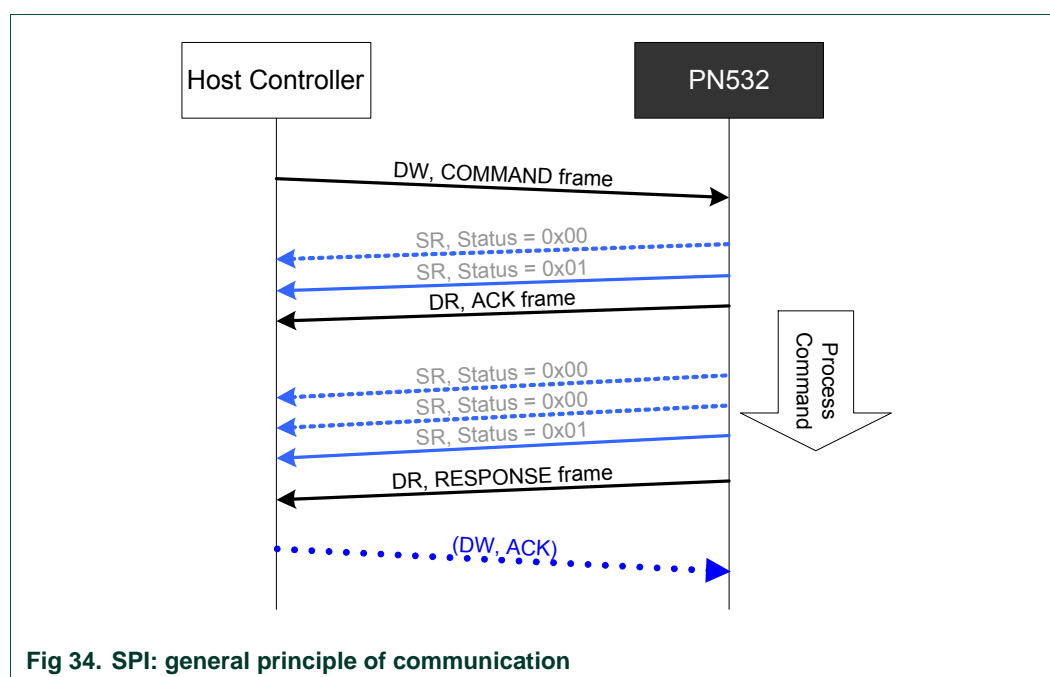 Host Controller
PN532
DW, COMMAND frame
SR, Status = 0x00
SR, Status = 0x01
DR, ACK frame
Process
Command
SR, Status = 0x00
SR, Status = 0x00
SR, Status = 0x01
DR, RESPONSE frame
(DW, ACK)
Fig 34. SPI: general principle of communication